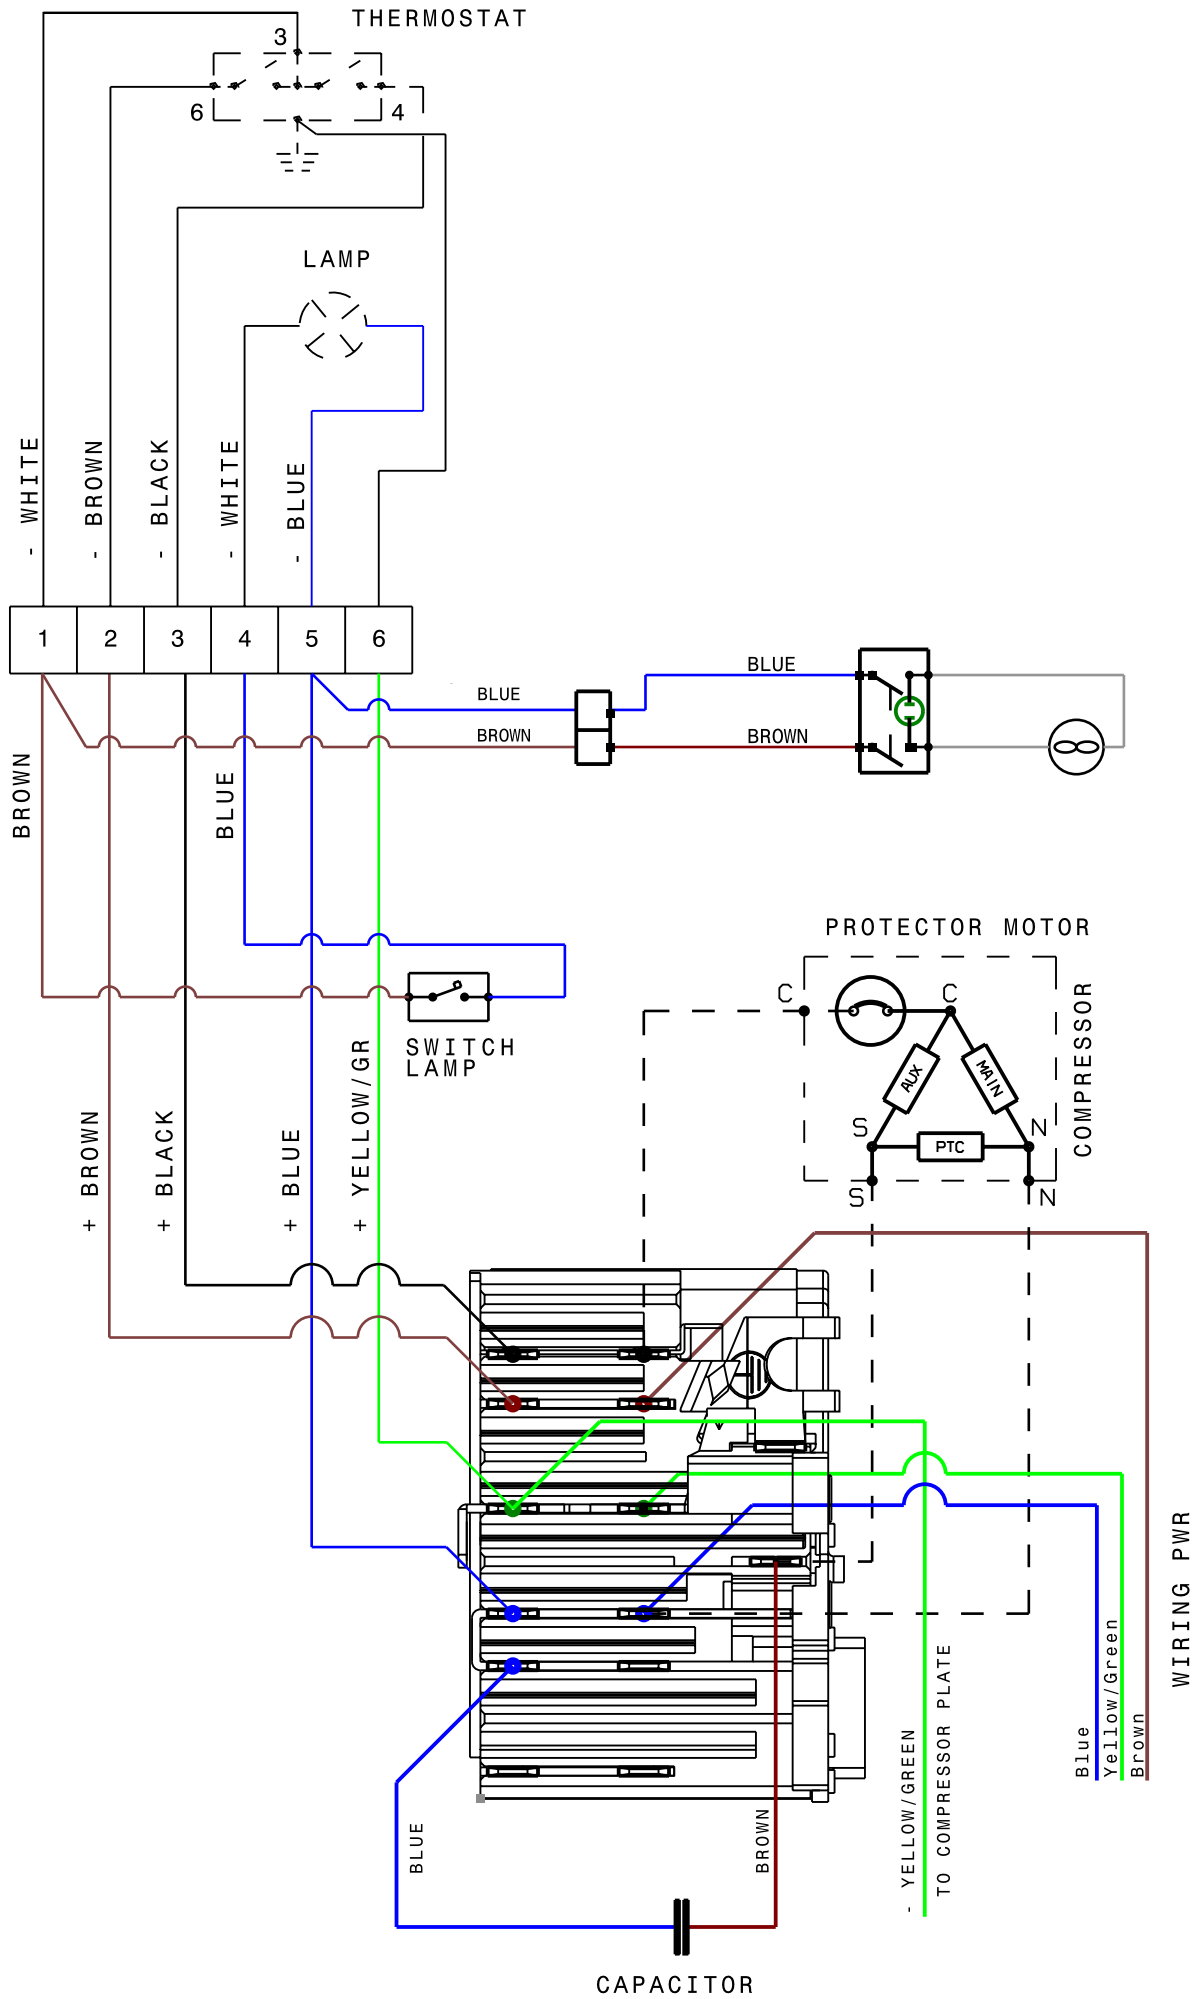 THERMOSTAT
3
6
4
LAMP
- WHITE
- BROWN
- BLACK
- WHITE
- BLUE
1
2
3
4
5
6
BLUE
BROWN
BLUE
BROWN
BROWN
BLUE
PROTECTOR MOTOR
COMPRESSOR
C
C
AUX
MAIN
S
N
PTC
S
N
SWITCH
LAMP
+ BROWN
+ BLACK
+ BLUE
+ YELLOW/GR
WIRING PWR
Blue
Yellow/Green
Brown
- YELLOW/GREEN
TO COMPRESSOR PLATE
BLUE
BROWN
CAPACITOR